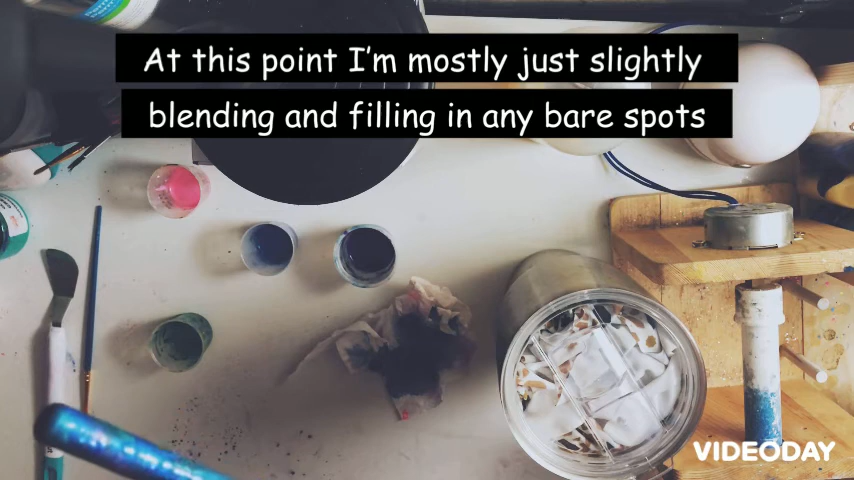 At this point I'm mostly just slightly
blending and filling in any bare spots
VIDEODAY